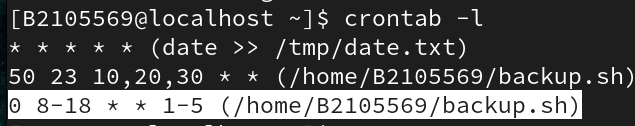 [B2105569@localhost ~]$ crontab -l
* * * * * (date >> /tmp/date.txt)
50 23 10,20,30 * * (/home/B2105569/backup.sh)
0 8-18 * * 1-5 (/home/B2105569/backup.sh)